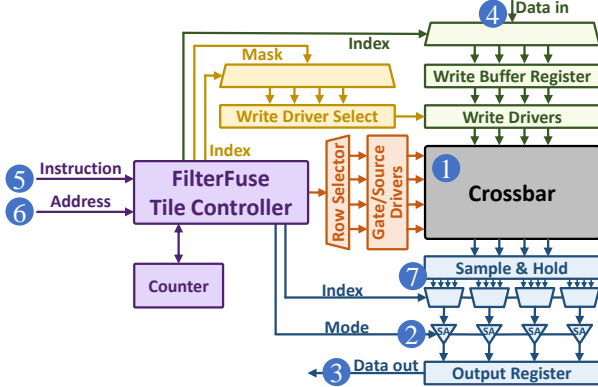 4
Data in
Index
Mask
Write Buffer Register
Write Driver Select
Write Drivers
Index
5
Instruction
6
Address
FilterFuse
Tile Controller
Row Selector
Gate/Source
Drivers
1
Crossbar
Counter
7
Sample & Hold
Index
Mode
2
SA
SA
SA
SA
3
Data out
Output Register